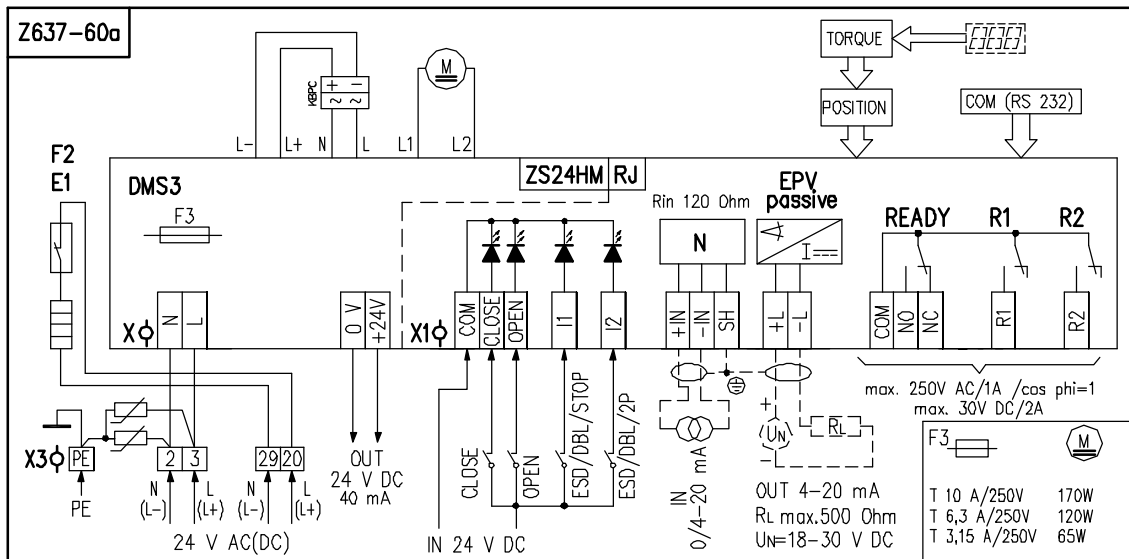 Z637-60a
TORQUE
POSITION
COM (RS 232)
KBPC
+ −
~ ~
M
L- L+ N L L1 L2
F2
E1
DMS3
F3
ZS24HM RJ
EPV
passive
Rin 120 Ohm
N
I
READY R1 R2
X
N
L
0 V
+24V
X1
COM
CLOSE
OPEN
I1
I2
+IN
-IN
SH
+L
-L
COM
NO
NC
R1
R2
max. 250V AC/1A /cos phi=1
max. 30V DC/2A
X3
PE
2 3
29 20
PE
N
(L-)
L
(L+)
N
(L-)
L
(L+)
24 V AC(DC)
OUT
24 V DC
40 mA
CLOSE
OPEN
ESD/DBL/STOP
ESD/DBL/2P
IN 24 V DC
IN
0/4-20 mA
+
UN
-
RL
OUT 4-20 mA
RL max.500 Ohm
UN=18-30 V DC
F3
M
T 10 A/250V 170W
T 6,3 A/250V 120W
T 3,15 A/250V 65W